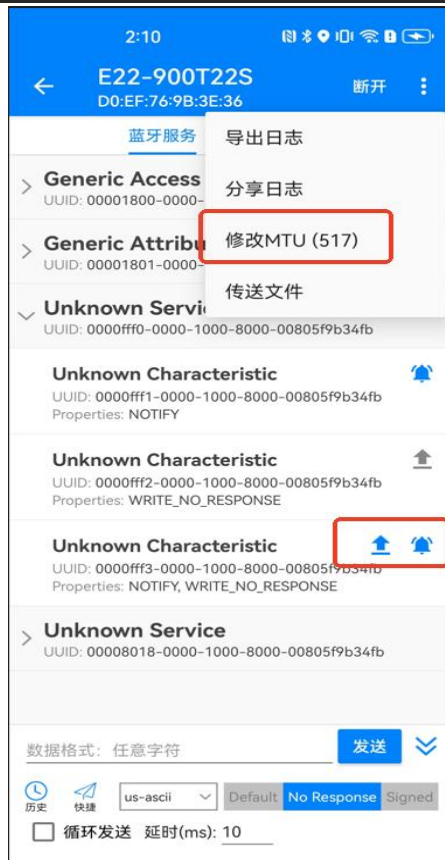 2:10
E22-900T22S
D0:EF:76:9B:3E:36
断开
蓝牙服务
导出日志
分享日志
修改MTU (517)
传送文件
Generic Access
UUID: 00001800-0000-
Generic Attribu
UUID: 00001801-0000-
Unknown Servi
UUID: 0000fff0-0000-1000-8000-00805f9b34fb
Unknown Characteristic
UUID: 0000fff1-0000-1000-8000-00805f9b34fb
Properties: NOTIFY
Unknown Characteristic
UUID: 0000fff2-0000-1000-8000-00805f9b34fb
Properties: WRITE_NO_RESPONSE
Unknown Characteristic
UUID: 0000fff3-0000-1000-8000-00805f9b34fb
Properties: NOTIFY, WRITE_NO_RESPONSE
Unknown Service
UUID: 00008018-0000-1000-8000-00805f9b34fb
数据格式: 任意字符
发送
历史 快捷 us-ascii Default No Response Signed
循环发送 延时(ms): 10